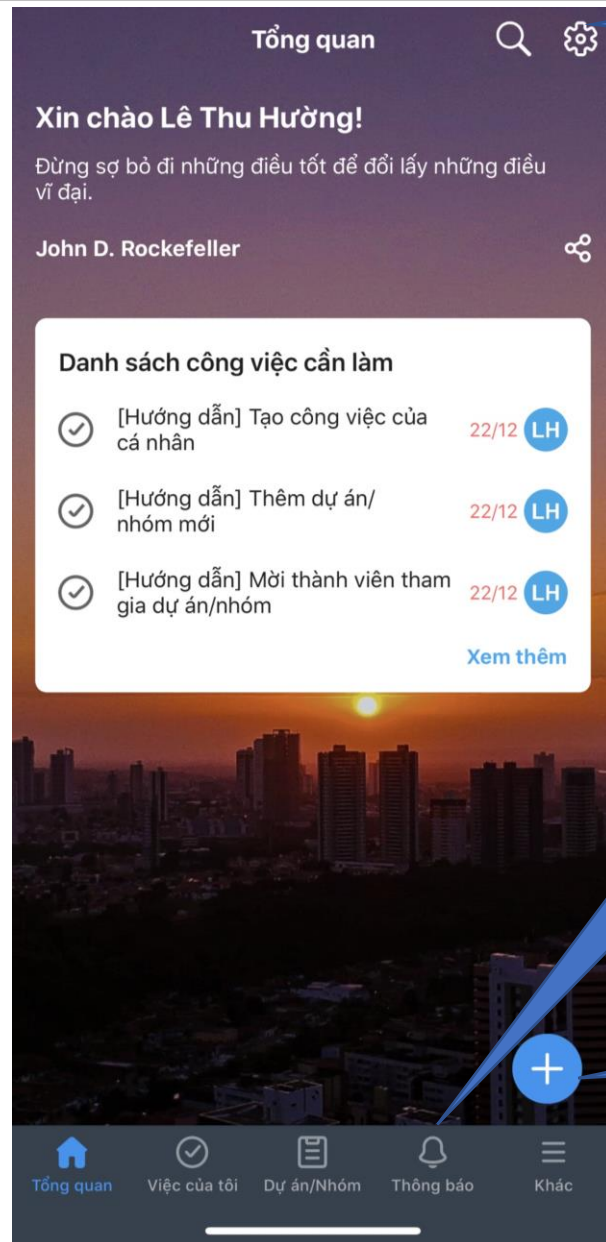 Tổng quan
Xin chào Lê Thu Hường!
Đừng sợ bỏ đi những điều tốt để đổi lấy những điều
vĩ đại.
John D. Rockefeller
Danh sách công việc cần làm
[Hướng dẫn] Tạo công việc của
cá nhân
22/12 LH
[Hướng dẫn] Thêm dự án/
nhóm mới
22/12 LH
[Hướng dẫn] Mời thành viên tham
gia dự án/nhóm
22/12 LH
Xem thêm
Tổng quan Việc của tôi Dự án/Nhóm Thông báo Khác